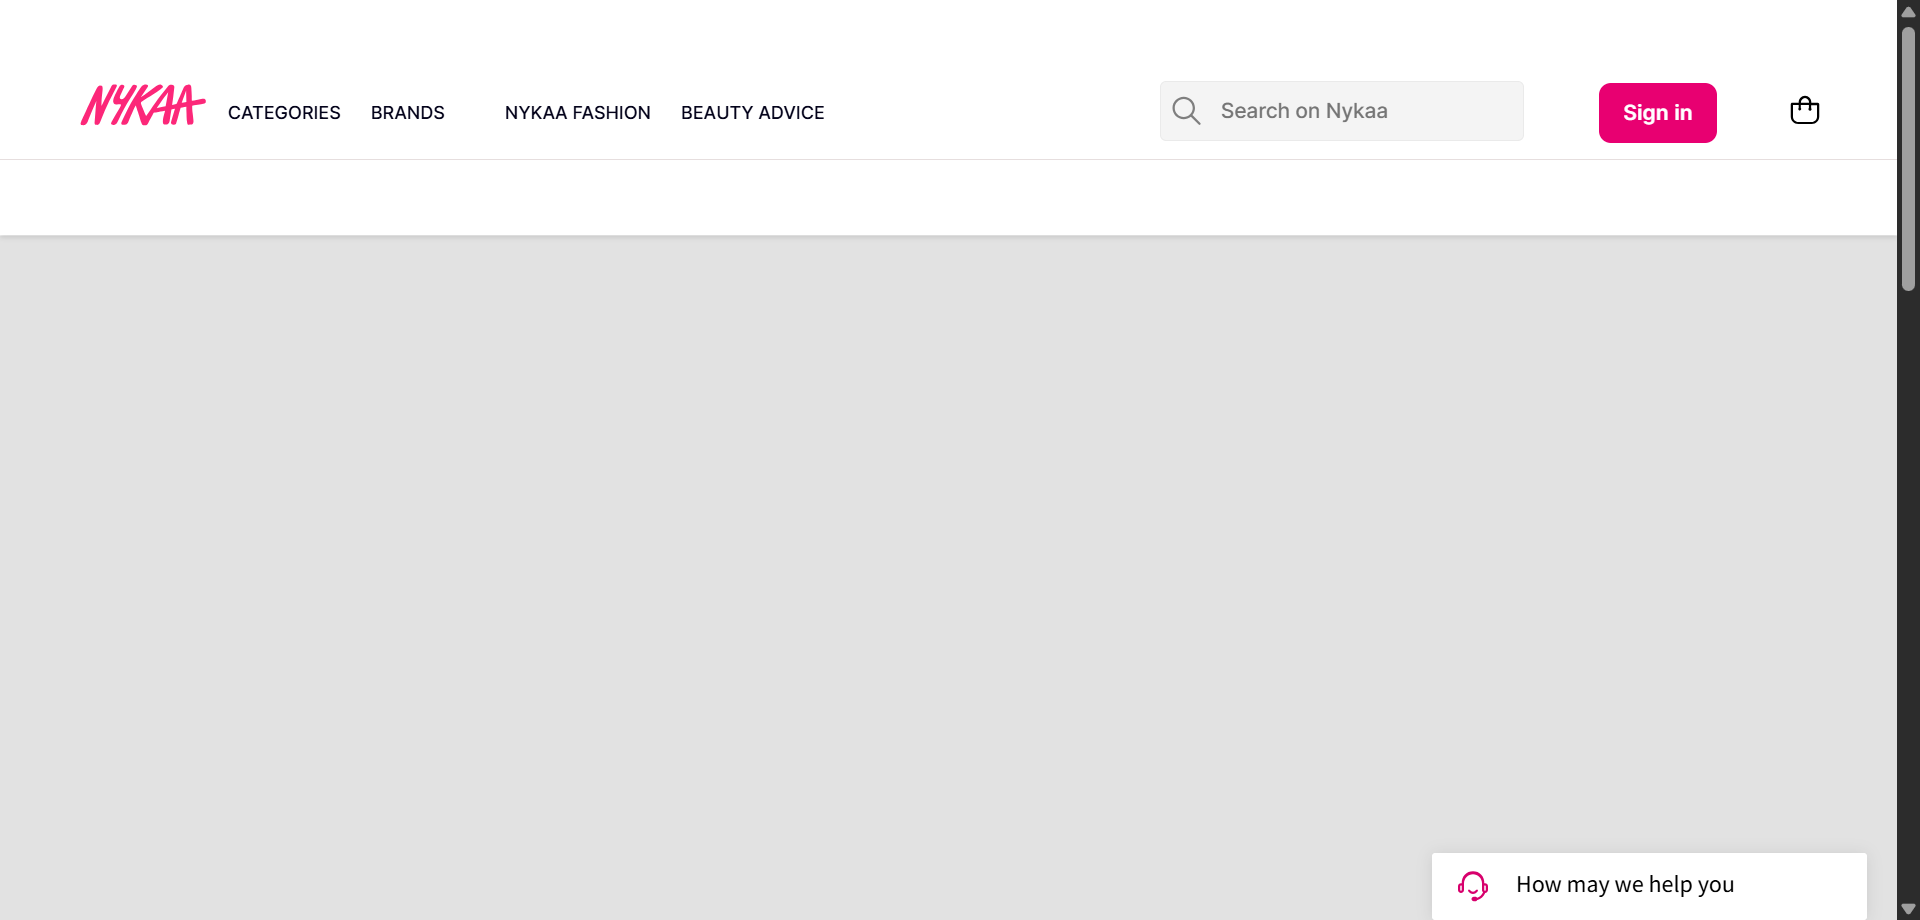 NYKAA
CATEGORIES BRANDS NYKAA FASHION BEAUTY ADVICE
Search on Nykaa
Sign in
How may we help you